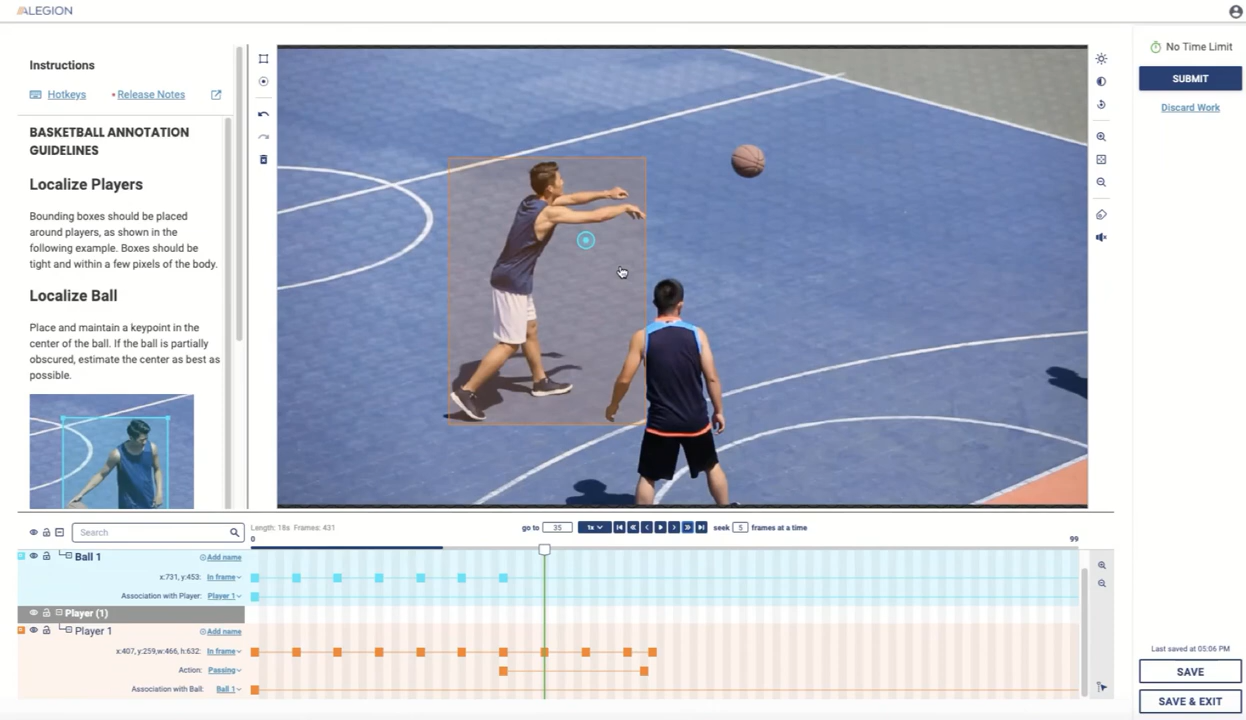 ALEGION
Instructions
Hotkeys
Release Notes
BASKETBALL ANNOTATION
GUIDELINES
Localize Players
Bounding boxes should be placed
around players, as shown in the
following example. Boxes should be
tight and within a few pixels of the body.
Localize Ball
Place and maintain a keypoint in the
center of the ball. If the ball is partially
obscured, estimate the center as best as
possible.
No Time Limit
SUBMIT
Discard Work
Search
Length: 18s Frames: 431
go to 35 1x seek 5 frames at a time
0 99
Ball 1 Add name
x:731, y:453: In frame
Association with Player: Player 1
Player (1)
Player 1 Add name
x:407, y:259,w:466, h:632: In frame
Action: Passing
Association with Ball: Ball 1
Last saved at 05:06 PM
SAVE
SAVE & EXIT